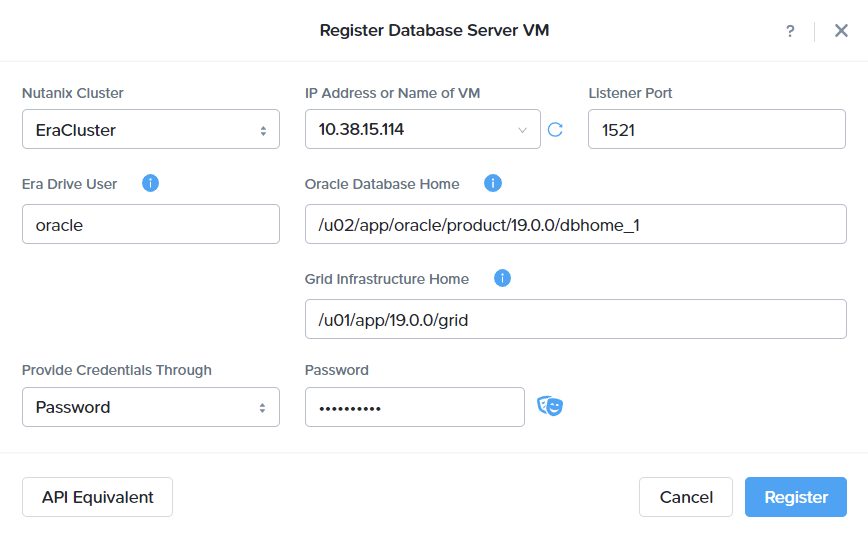 Register Database Server VM
?
Nutanix Cluster
IP Address or Name of VM
Listener Port
EraCluster
10.38.15.114
1521
Era Drive User
Oracle Database Home
oracle
/u02/app/oracle/product/19.0.0/dbhome_1
Grid Infrastructure Home
/u01/app/19.0.0/grid
Provide Credentials Through
Password
Password
••••••••••
API Equivalent
Cancel
Register